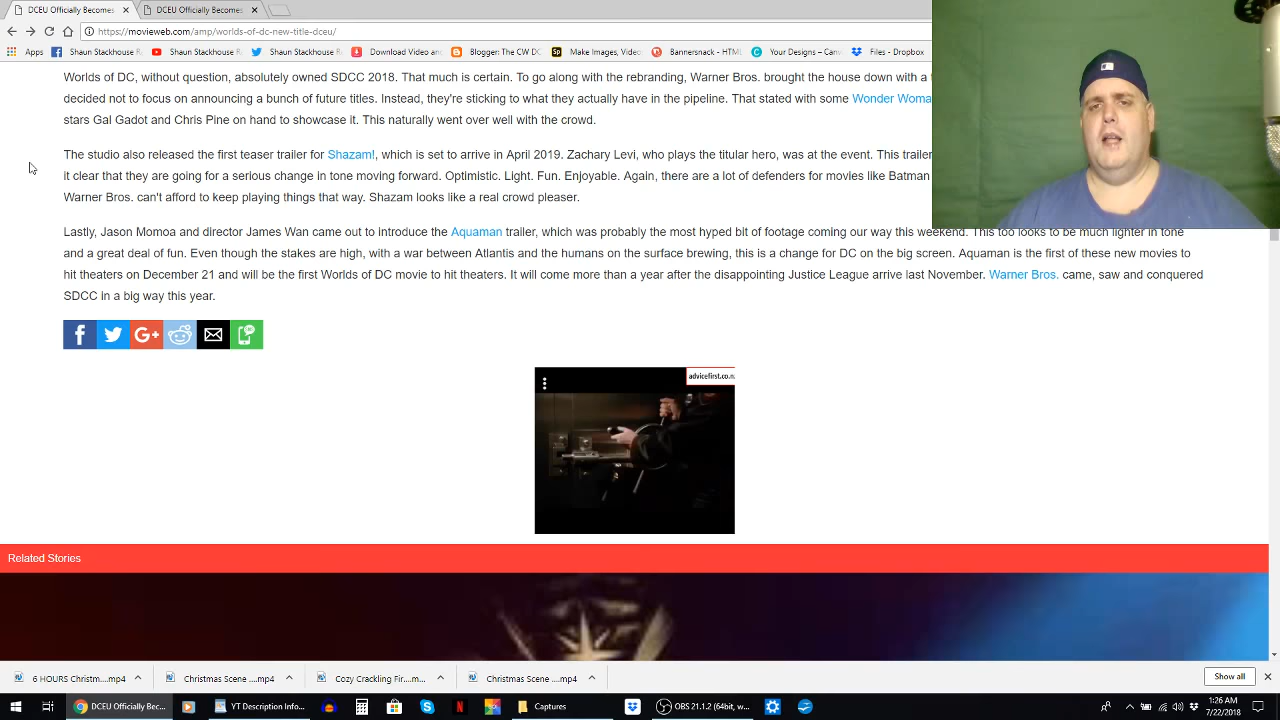 DCEU Officially Becomes
DCEU Officially Becomes
https://movieweb.com/amp/worlds-of-dc-new-title-dceu/
Apps Shaun Stackhouse R Shaun Stackhouse R Shaun Stackhouse R Download Video and Blogger: The CW DC Make Images, Video Bannersnack - HTML Your Designs – Canv Files - Dropbox
Worlds of DC, without question, absolutely owned SDCC 2018. That much is certain. To go along with the rebranding, Warner Bros. brought the house down with a
decided not to focus on announcing a bunch of future titles. Instead, they're sticking to what they actually have in the pipeline. That stated with some Wonder Woma
stars Gal Gadot and Chris Pine on hand to showcase it. This naturally went over well with the crowd.
The studio also released the first teaser trailer for Shazam!, which is set to arrive in April 2019. Zachary Levi, who plays the titular hero, was at the event. This trailer
it clear that they are going for a serious change in tone moving forward. Optimistic. Light. Fun. Enjoyable. Again, there are a lot of defenders for movies like Batman
Warner Bros. can't afford to keep playing things that way. Shazam looks like a real crowd pleaser.
Lastly, Jason Momoa and director James Wan came out to introduce the Aquaman trailer, which was probably the most hyped bit of footage coming our way this weekend. This too looks to be much lighter in tone
and a great deal of fun. Even though the stakes are high, with a war between Atlantis and the humans on the surface brewing, this is a change for DC on the big screen. Aquaman is the first of these new movies to
hit theaters on December 21 and will be the first Worlds of DC movie to hit theaters. It will come more than a year after the disappointing Justice League arrive last November. Warner Bros. came, saw and conquered
SDCC in a big way this year.
advicefirst.co.n
Related Stories
6 HOURS Christm....mp4 Christmas Scene ....mp4 Cozy Crackling Fir....m... Christmas Scene ....mp4 Show all
DCEU Officially Bec... YT Description Info... Captures OBS 21.1.2 (64bit, w...
1:26 AM
7/22/2018